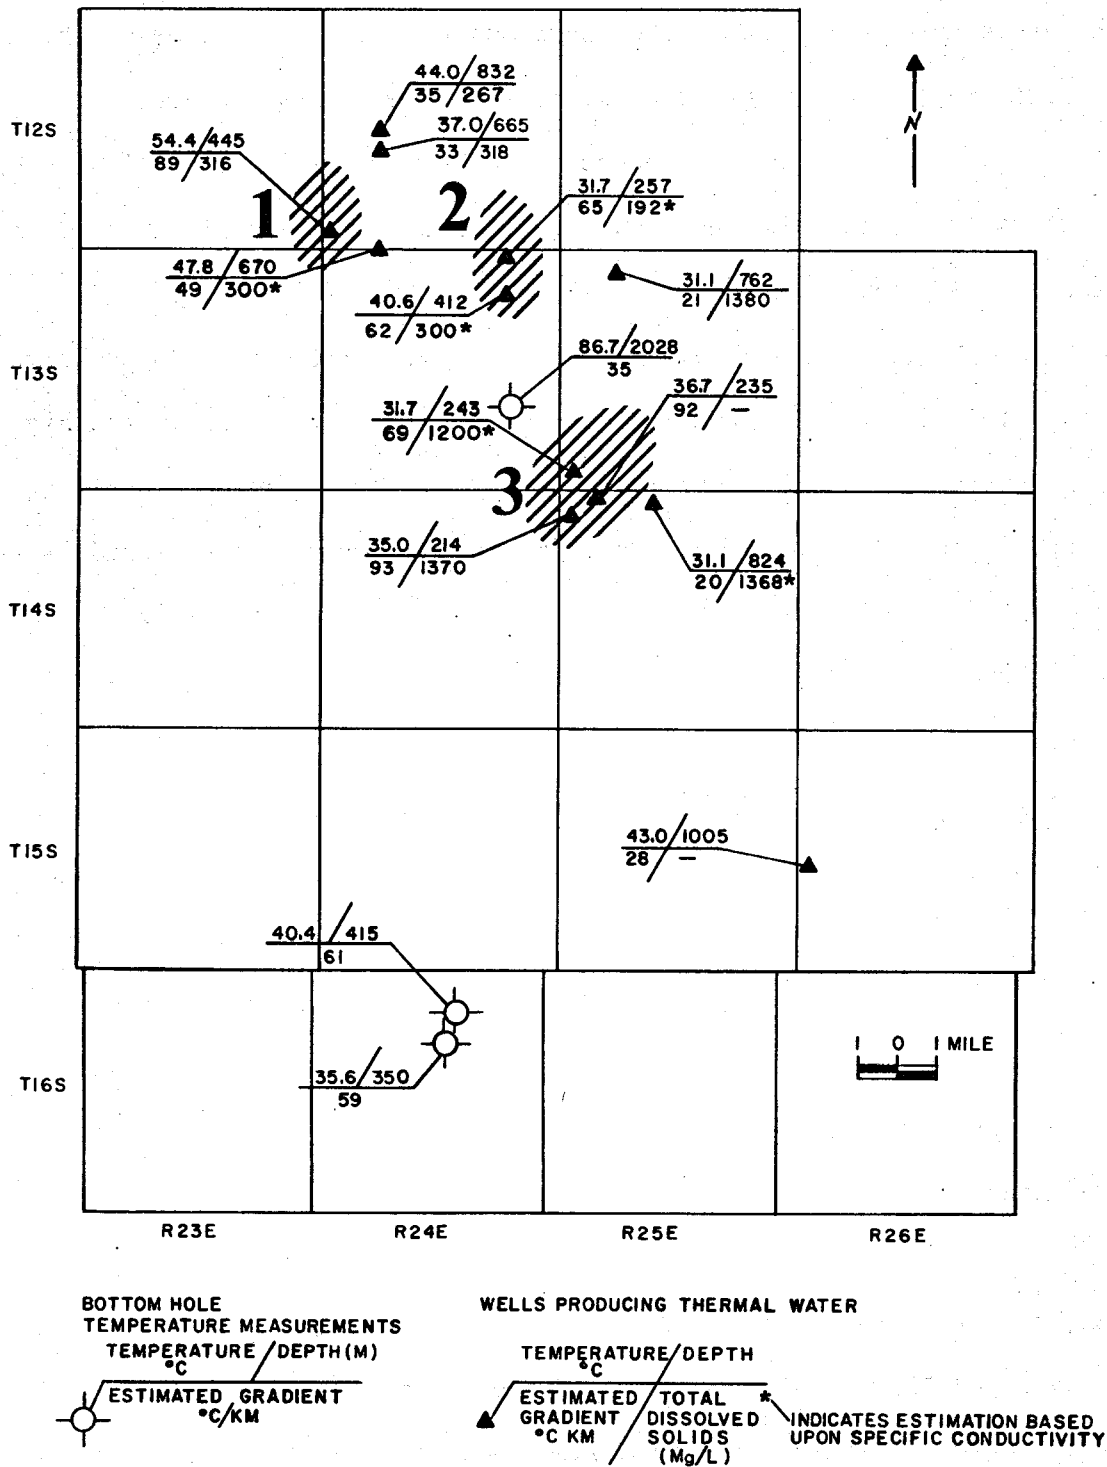 44.0/832
35/267
T12S
37.0/665
33/318
54.4/445
89/316
N
31.7/257
65/192*
1
2
47.8/670
49/300*
31.1/762
21/1380
40.6/412
62/300*
86.7/2028
35
T13S
36.7/235
92/—
31.7/243
69/1200*
3
35.0/214
93/1370
31.1/824
20/1368*
T14S
43.0/1005
28/—
T15S
40.4/415
61
1 0 1 MILE
T16S
35.6/350
59
R23E R24E R25E R26E
BOTTOM HOLE
TEMPERATURE MEASUREMENTS
TEMPERATURE/DEPTH(M)
°C
ESTIMATED GRADIENT
°C/KM
WELLS PRODUCING THERMAL WATER
TEMPERATURE/DEPTH
°C
ESTIMATED
GRADIENT
°C KM
TOTAL
DISSOLVED
SOLIDS
(Mg/L)
* INDICATES ESTIMATION BASED
UPON SPECIFIC CONDUCTIVITY